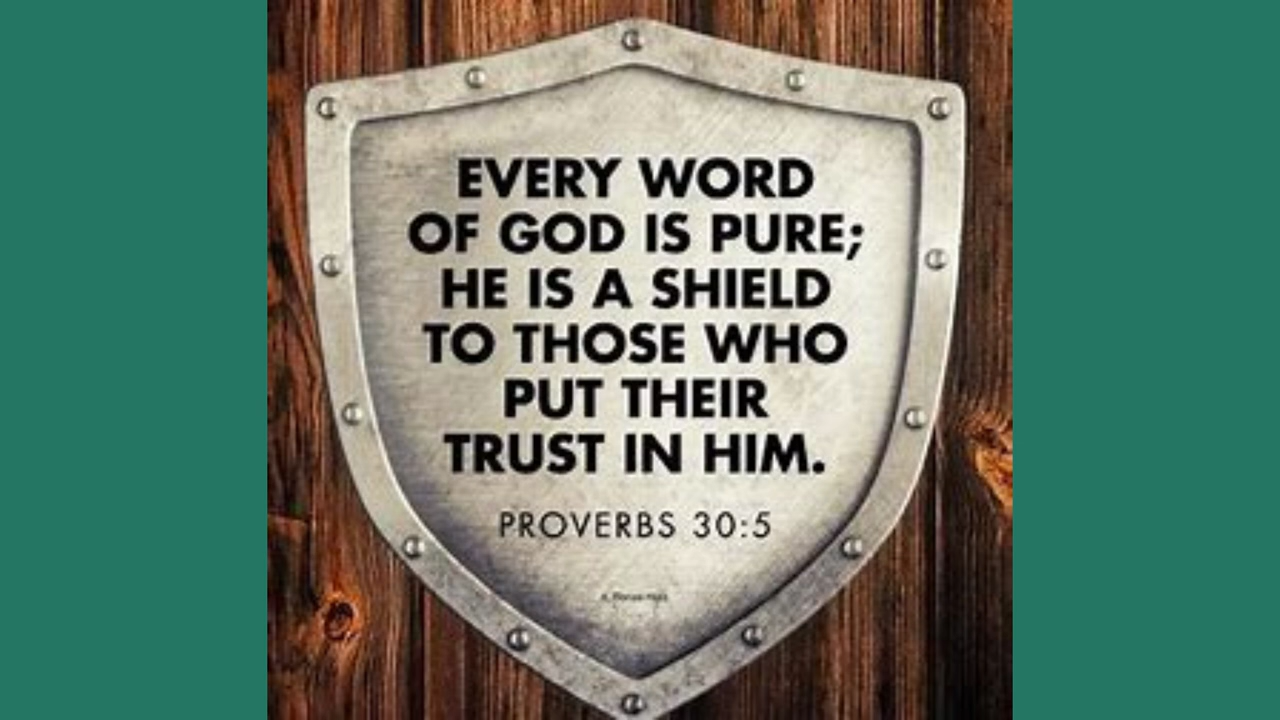 EVERY WORD
OF GOD IS PURE;
HE IS A SHIELD
TO THOSE WHO
PUT THEIR
TRUST IN HIM.
PROVERBS 30:5